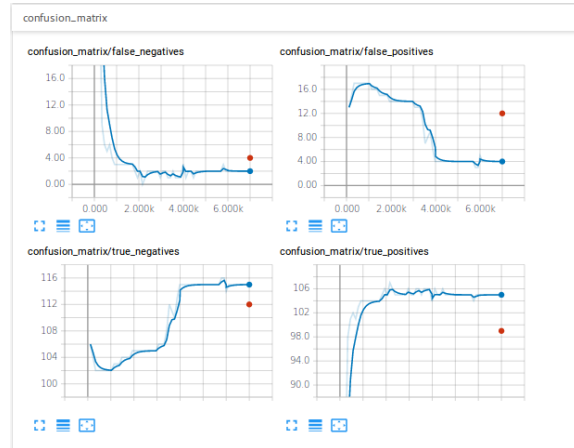 confusion_matrix
confusion_matrix/false_negatives
confusion_matrix/false_positives
16.0
12.0
8.00
4.00
0.00
0.000 2.000k 4.000k 6.000k
16.0
12.0
8.00
4.00
0.00
0.000 2.000k 4.000k 6.000k
confusion_matrix/true_negatives
confusion_matrix/true_positives
116
112
108
104
100
106
102
98.0
94.0
90.0